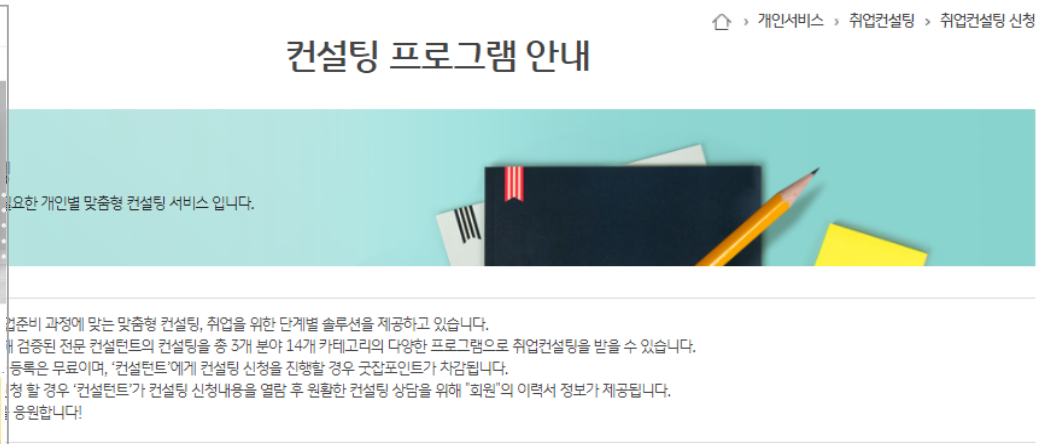 개인서비스 > 취업컨설팅 > 취업컨설팅 신청
컨설팅 프로그램 안내
필요한 개인별 맞춤형 컨설팅 서비스 입니다.
업준비 과정에 맞는 맞춤형 컨설팅, 취업을 위한 단계별 솔루션을 제공하고 있습니다.
검증된 전문 컨설턴트의 컨설팅을 총 3개 분야 14개 카테고리의 다양한 프로그램으로 취업컨설팅을 받을 수 있습니다.
등록은 무료이며, ‘컨설턴트’에게 컨설팅 신청을 진행할 경우 굿잡포인트가 차감됩니다.
청 할 경우 ‘컨설턴트’가 컨설팅 신청내용을 열람 후 원활한 컨설팅 상담을 위해 "회원"의 이력서 정보가 제공됩니다.
응원합니다!